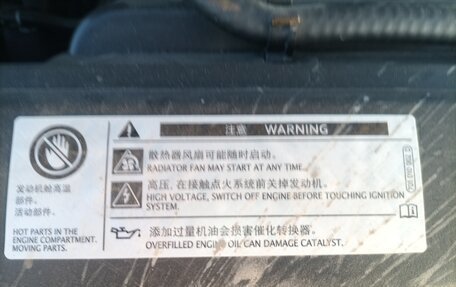 注意 WARNING
散热器风扇可能随时启动。
RADIATOR FAN MAY START AT ANY TIME.
高压, 在接触点火系统前关掉发动机。
HIGH VOLTAGE, SWITCH OFF ENGINE BEFORE TOUCHING IGNITION
SYSTEM.
添加过量机油会损害催化转换器。
OVERFILLED ENGINE OIL CAN DAMAGE CATALYST.
发动机舱高温
部件。
活动部件。
HOT PARTS IN THE
ENGINE COMPARTMENT.
MOVING PARTS.